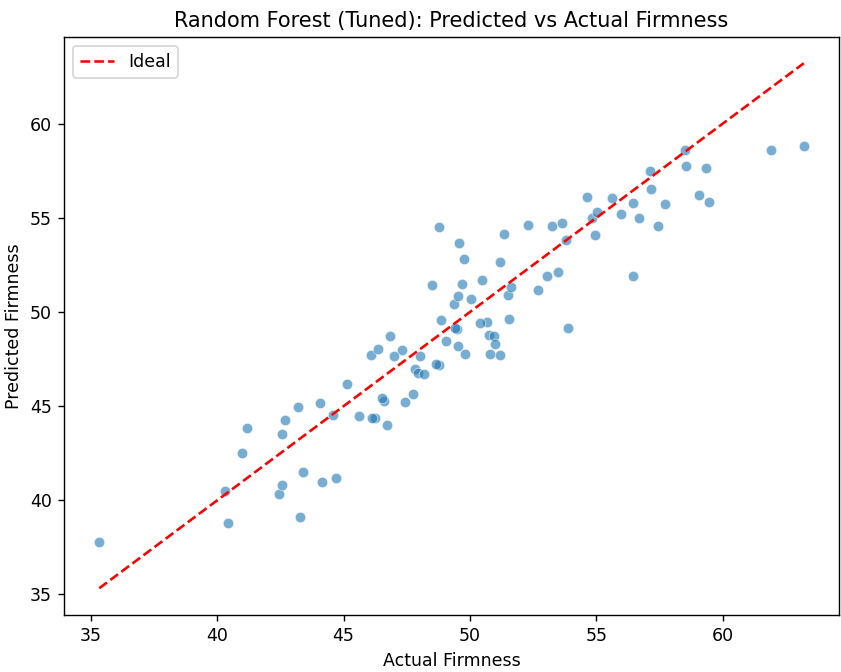 Random Forest (Tuned): Predicted vs Actual Firmness
Ideal
Predicted Firmness
60
55
50
45
40
35
35 40 45 50 55 60
Actual Firmness